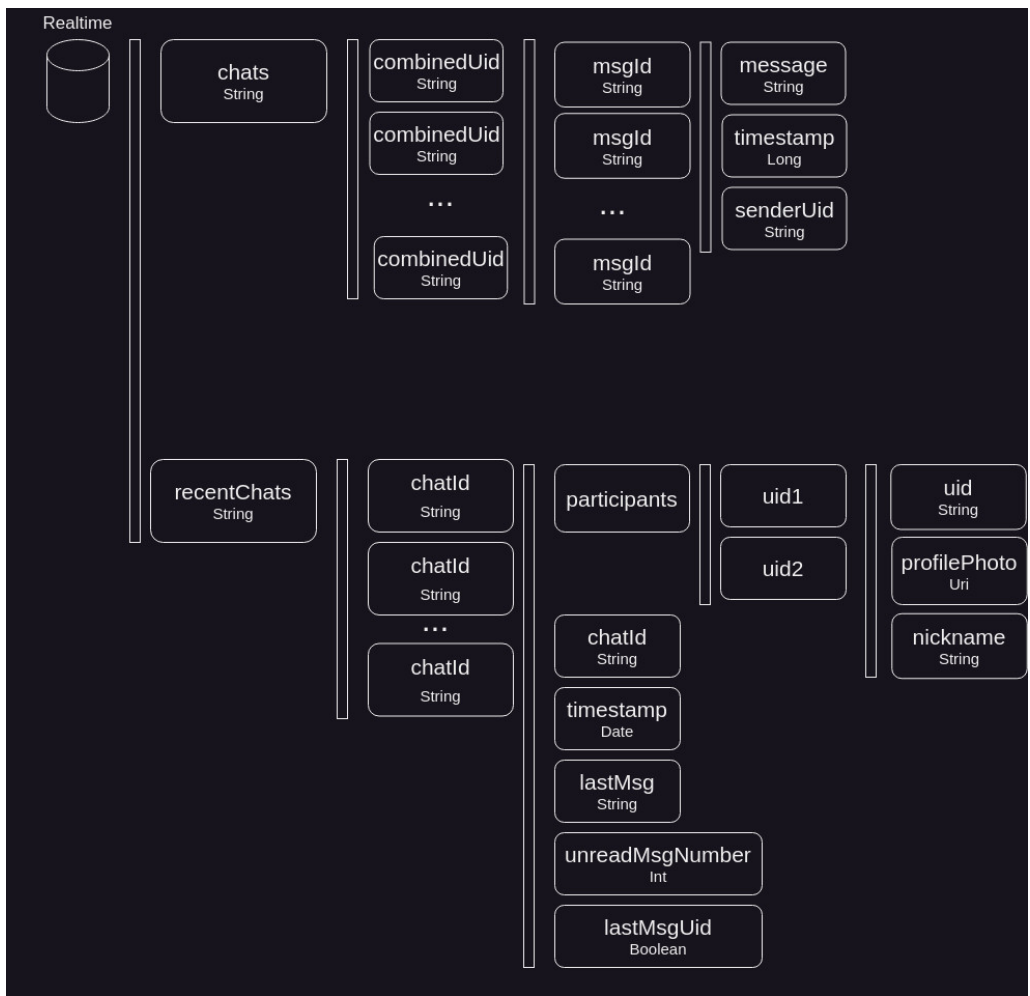 Realtime
chats
String
combinedUid
String
combinedUid
String
...
combinedUid
String
msgId
String
msgId
String
...
msgId
String
message
String
timestamp
Long
senderUid
String
recentChats
String
chatId
String
chatId
String
...
chatId
String
participants
uid1
uid2
uid
String
profilePhoto
Uri
nickname
String
chatId
String
timestamp
Date
lastMsg
String
unreadMsgNumber
Int
lastMsgUid
Boolean